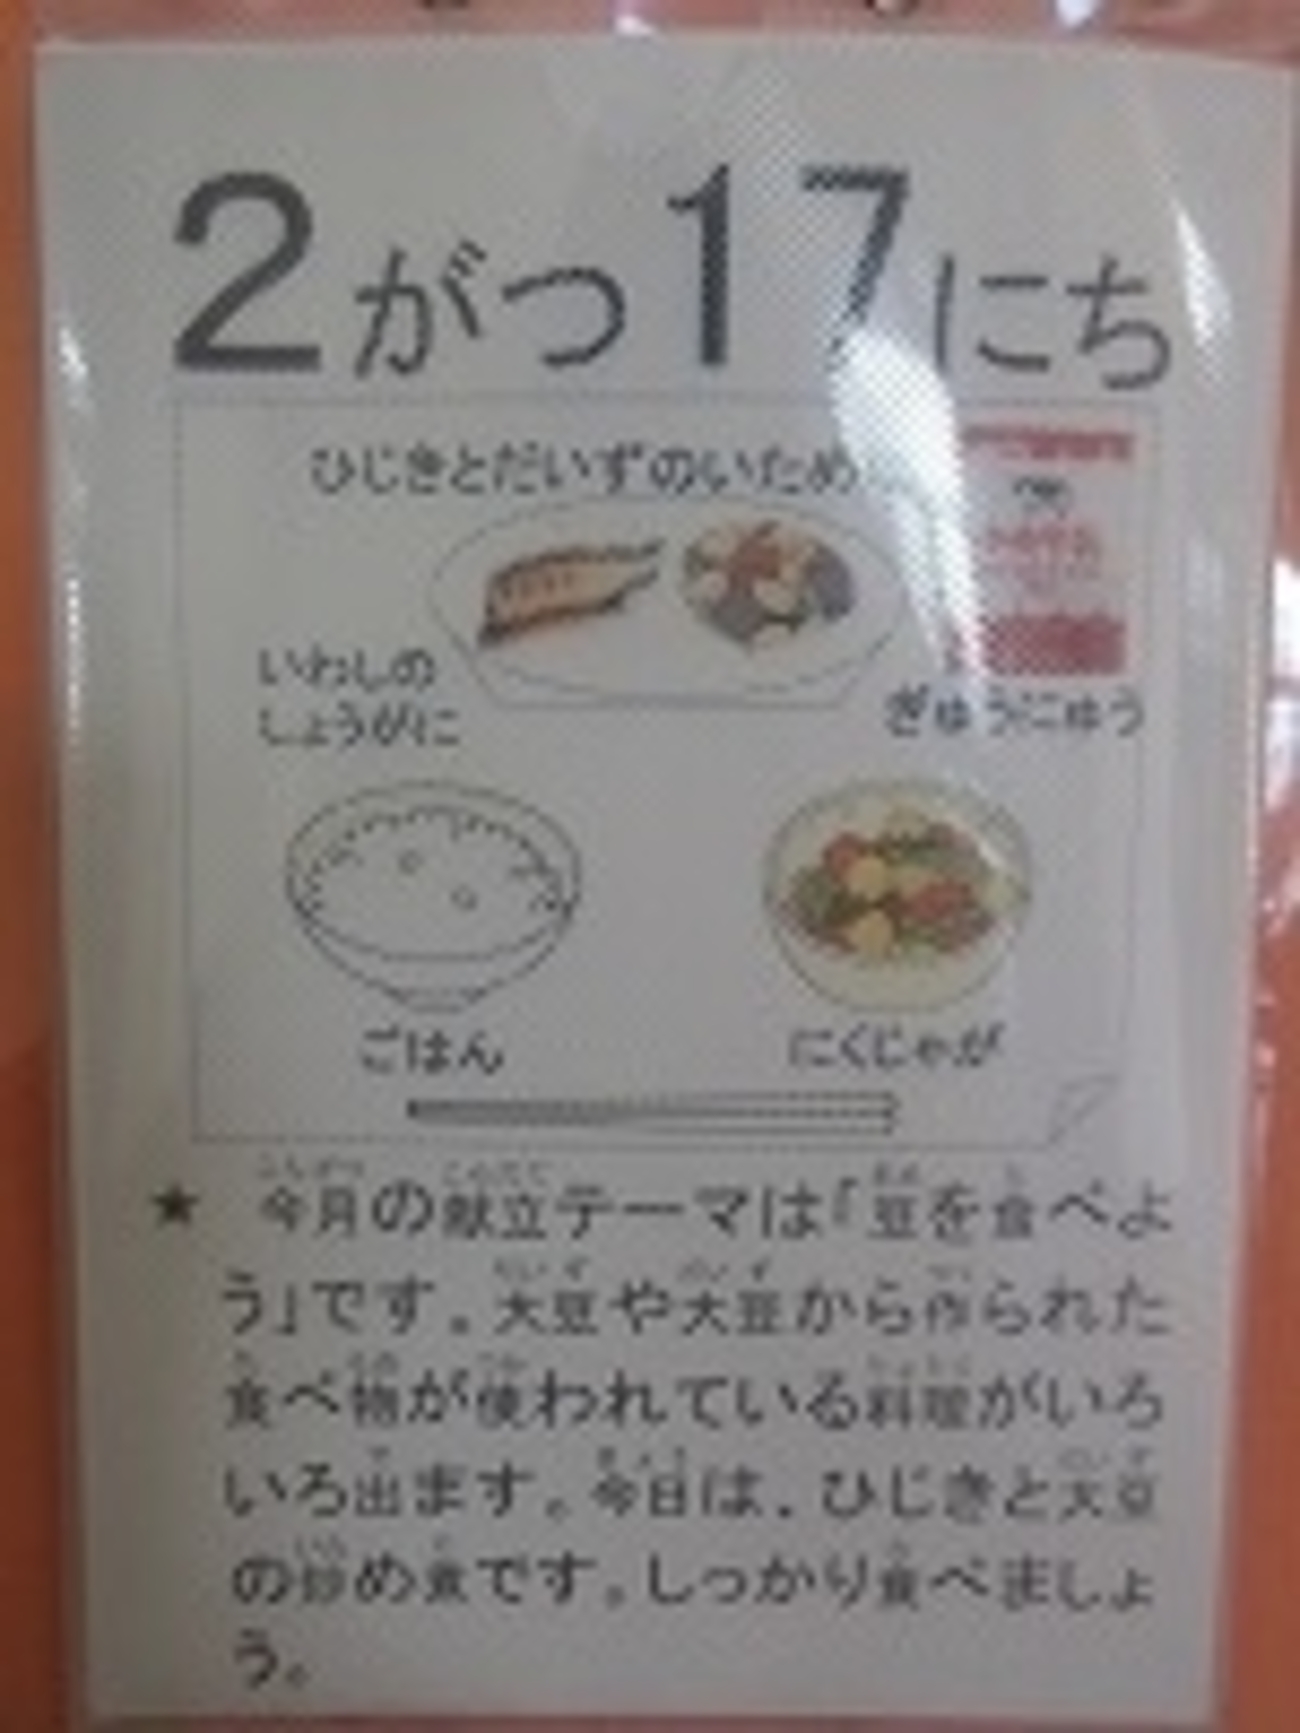 2がつ17にち
ひじきとだいずのいため
いわしの
しょうがに
ぎゅうにゅう
ごはん
にくじゃが
★ 今月の献立テーマは「豆を食べよ
う」です。大豆や大豆から作られた
食べ物が使われている料理がいろ
いろ出ます。今日は、ひじきと大豆
の炒め煮です。しっかり食べましょ
う。